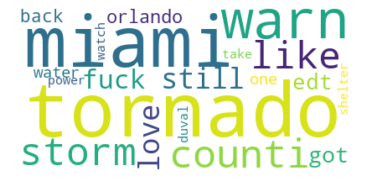 back watch orlando warn
miami like
water power take
fuck still one edt shelter
tornado
love duval
storm counti got